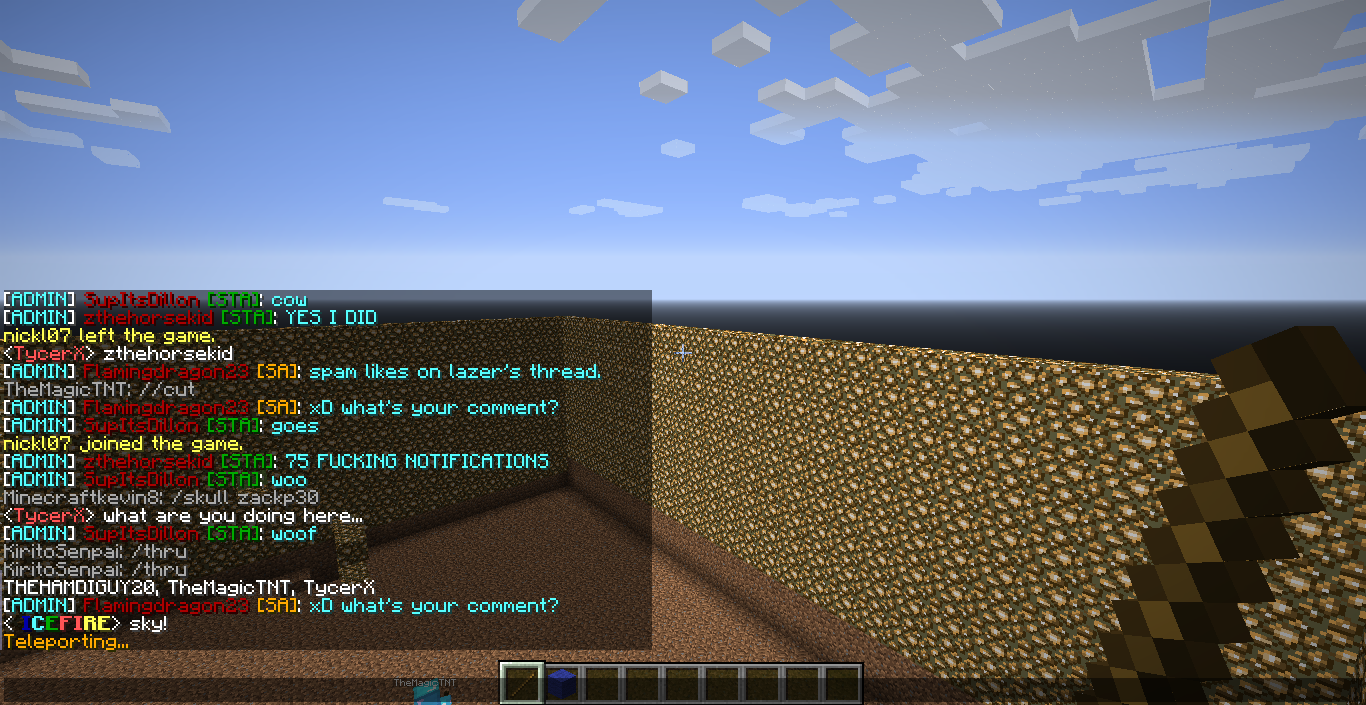 [ADMIN] SupItsDillon [STA]: cow
[ADMIN] zthehorsekid [STA]: YES I DID
nickl07 left the game.
<TycerX> zthehorsekid
[ADMIN] Flamingdragon23 [SA]: spam likes on lazer's thread.
TheMagicTNT: //cut
[ADMIN] Flamingdragon23 [SA]: xD what's your comment?
[ADMIN] SupItsDillon [STA]: goes
nickl07 joined the game.
[ADMIN] zthehorsekid [STA]: 75 FUCKING NOTIFICATIONS
[ADMIN] SupItsDillon [STA]: woo
Minecraftkevin8: /skull zackp30
<TycerX> what are you doing here...
[ADMIN] SupItsDillon [STA]: woof
KiritoSenpai: /thru
KiritoSenpai: /thru
THEHAMDIGUY20, TheMagicTNT, TycerX
[ADMIN] Flamingdragon23 [SA]: xD what's your comment?
< ICEFIRE> sky!
Teleporting...
TheMagicTNT